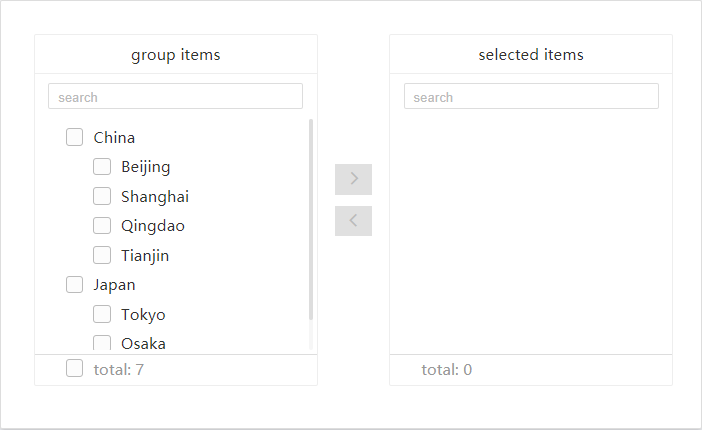 group items
search
China
Beijing
Shanghai
Qingdao
Tianjin
Japan
Tokyo
Osaka
total: 7
selected items
search
total: 0